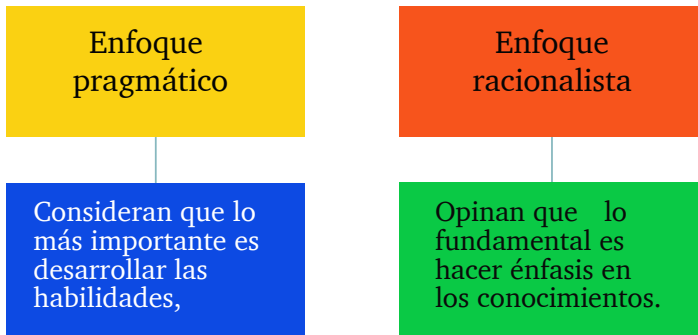 Enfoque
pragmático
Consideran que lo
más importante es
desarrollar las
habilidades,
Enfoque
racionalista
Opinan que lo
fundamental es
hacer énfasis en
los conocimientos.